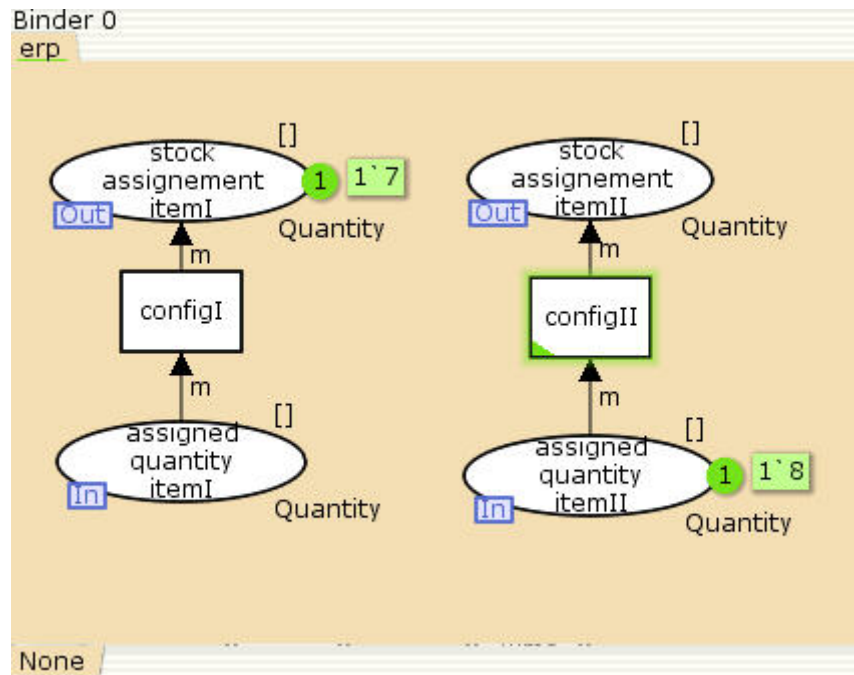 Binder 0
erp
[]
stock
assignement
itemI
1
1`7
Out
Quantity
m
configI
m
[]
assigned
quantity
itemI
In
Quantity
[]
stock
assignement
itemII
Out
Quantity
m
configII
m
[]
assigned
quantity
itemII
1
1`8
In
Quantity
None